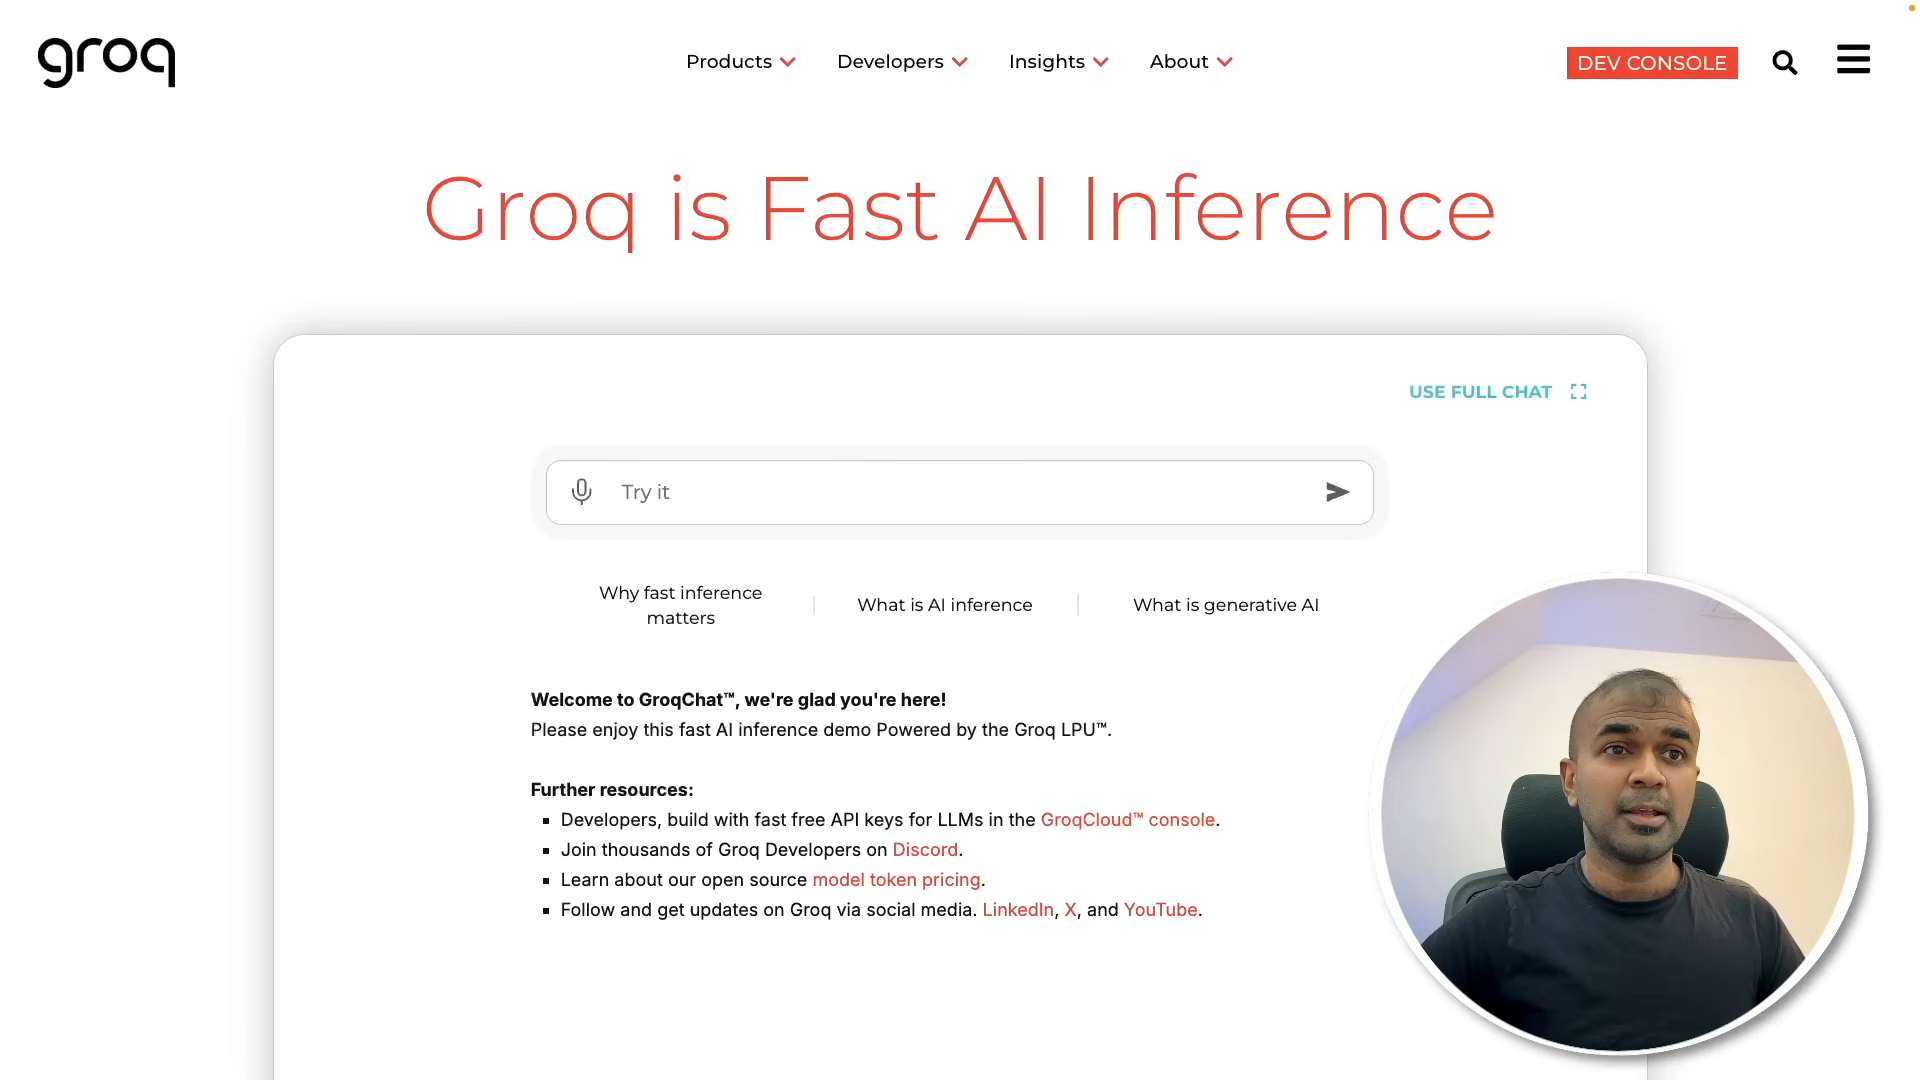 groq
Products
Developers
Insights
About
DEV CONSOLE
Groq is Fast AI Inference
USE FULL CHAT
Try it
Why fast inference
matters
What is AI inference
What is generative AI
Welcome to GroqChat™, we're glad you're here!
Please enjoy this fast AI inference demo Powered by the Groq LPU™.
Further resources:
Developers, build with fast free API keys for LLMs in the GroqCloud™ console.
Join thousands of Groq Developers on Discord.
Learn about our open source model token pricing.
Follow and get updates on Groq via social media. LinkedIn, X, and YouTube.